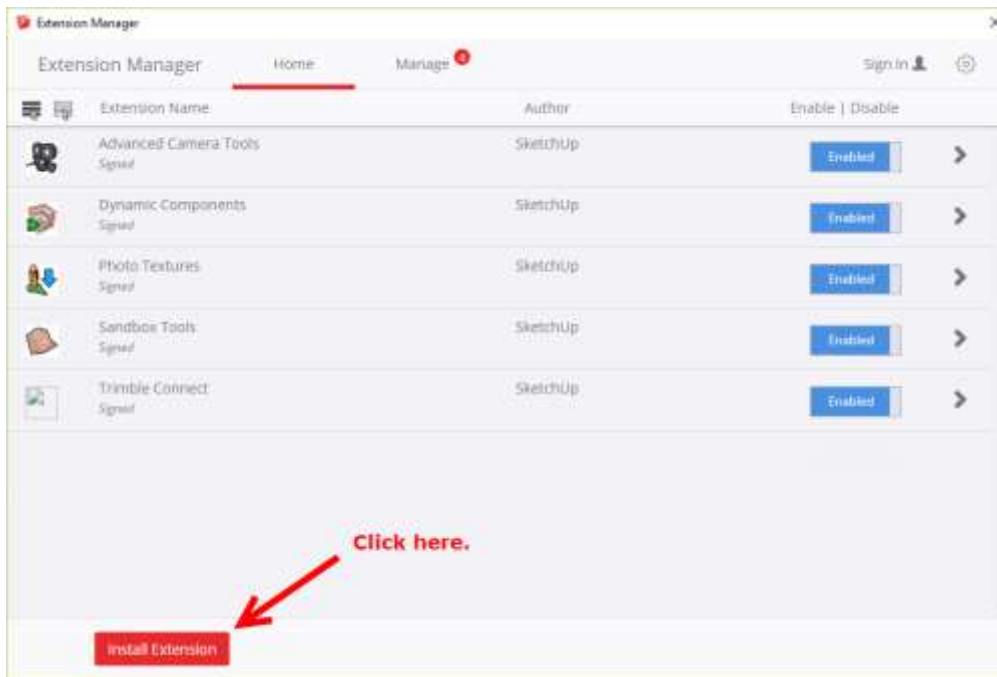 Extension Manager
Extension Manager Home Manage Sign In
Extension Name Author Enable | Disable
Advanced Camera Tools SketchUp Enabled
Signed
Dynamic Components SketchUp Enabled
Signed
Photo Textures SketchUp Enabled
Signed
Sandbox Tools SketchUp Enabled
Signed
Trimble Connect SketchUp Enabled
Signed
Click here.
Install Extension